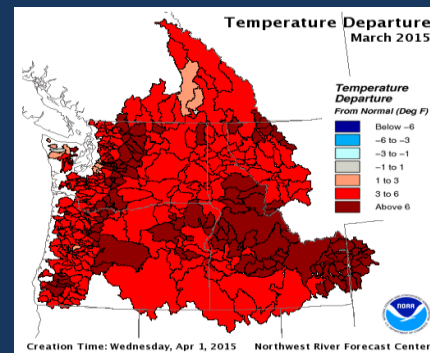 Temperature Departure
March 2015
Temperature
Departure
From Normal (Deg F)
Below -6
-6 to -3
-3 to -1
-1 to 1
1 to 3
3 to 6
Above 6
NOAA
Creation Time: Wednesday, Apr 1, 2015 Northwest River Forecast Center